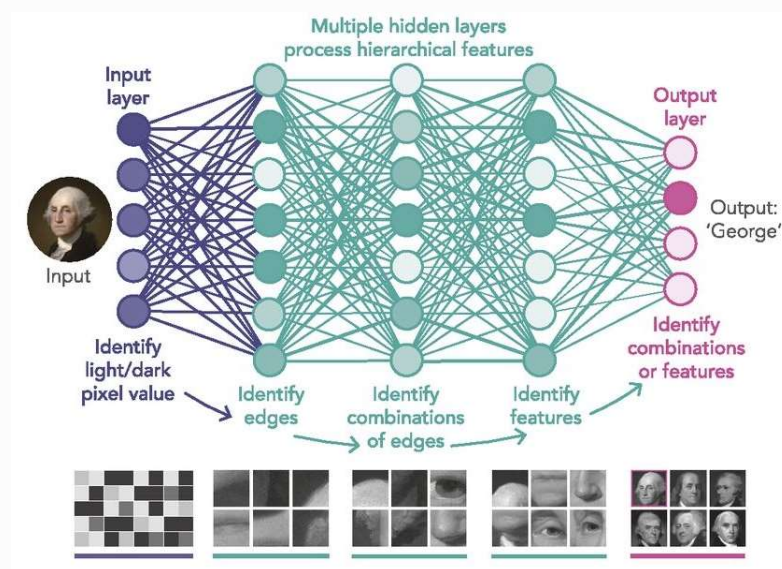 Multiple hidden layers
process hierarchical features
Input
layer
Output
layer
Input
Output:
‘George’
Identify
light/dark
pixel value
Identify
edges
Identify
combinations
of edges
Identify
features
Identify
combinations
or features